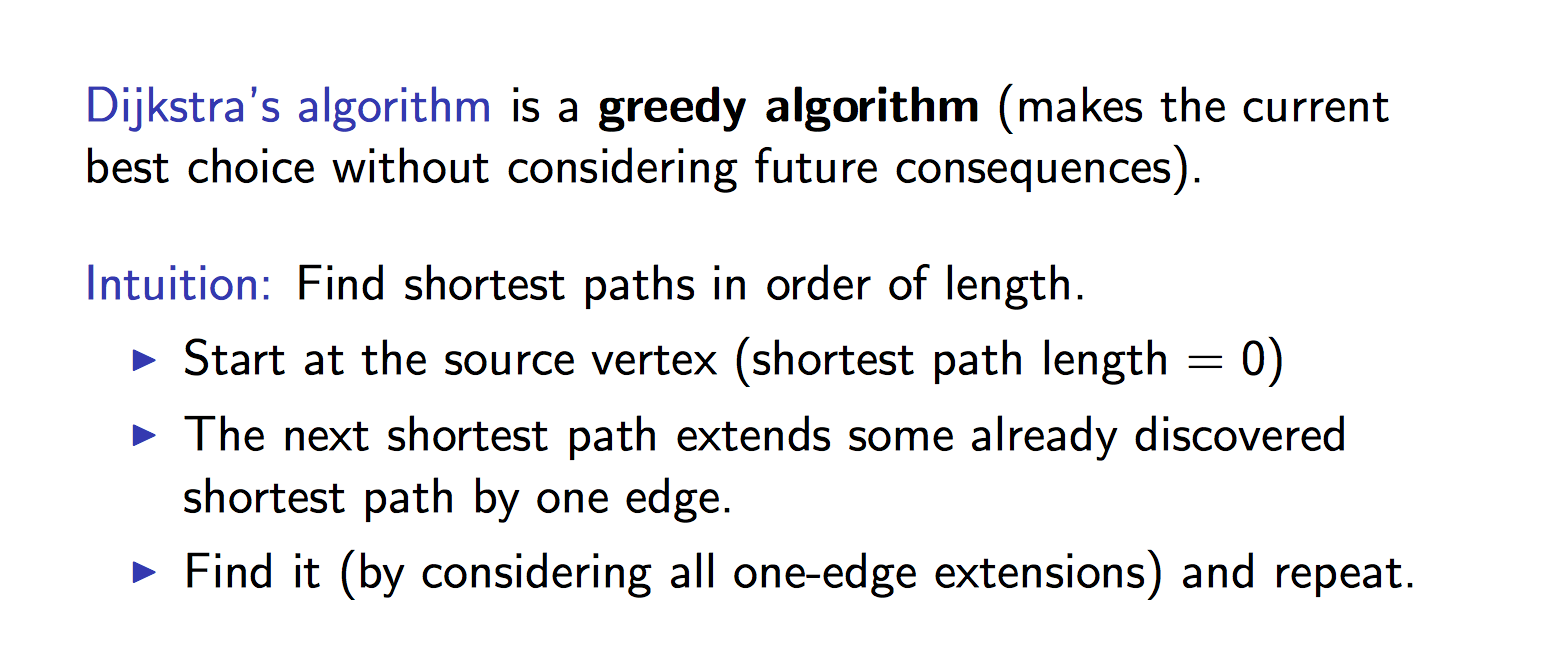 Dijkstra's algorithm is a greedy algorithm (makes the current
best choice without considering future consequences).
Intuition: Find shortest paths in order of length.
▶ Start at the source vertex (shortest path length = 0)
▶ The next shortest path extends some already discovered
shortest path by one edge.
▶ Find it (by considering all one-edge extensions) and repeat.